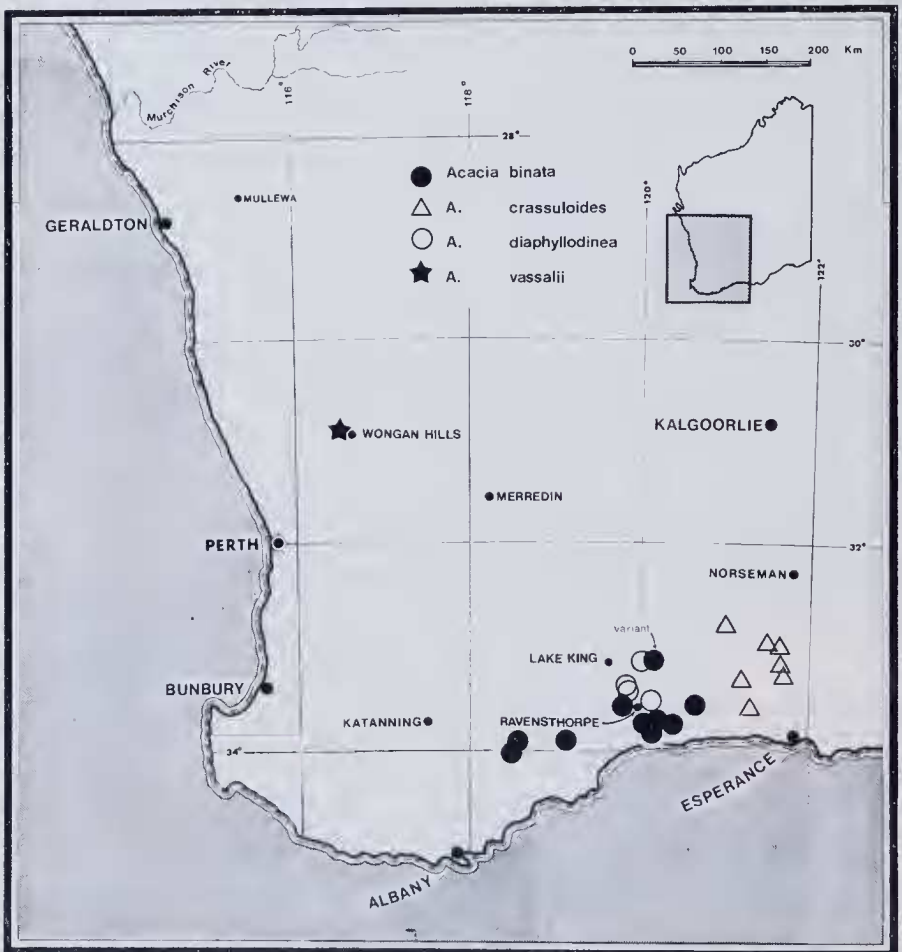 0 50 100 150 200 Km
Murchison River
116°
118°
28°
Acacia binata
A. crassuloides
A. diaphyllodinea
A. vassalii
120°
122°
MULLEWA
GERALDTON
30°
WONGAN HILLS
KALGOORLIE
MERREDIN
PERTH
32°
NORSEMAN
variant
LAKE KING
BUNBURY
KATANNING
RAVENSTHORPE
34°
ESPERANCE
ALBANY